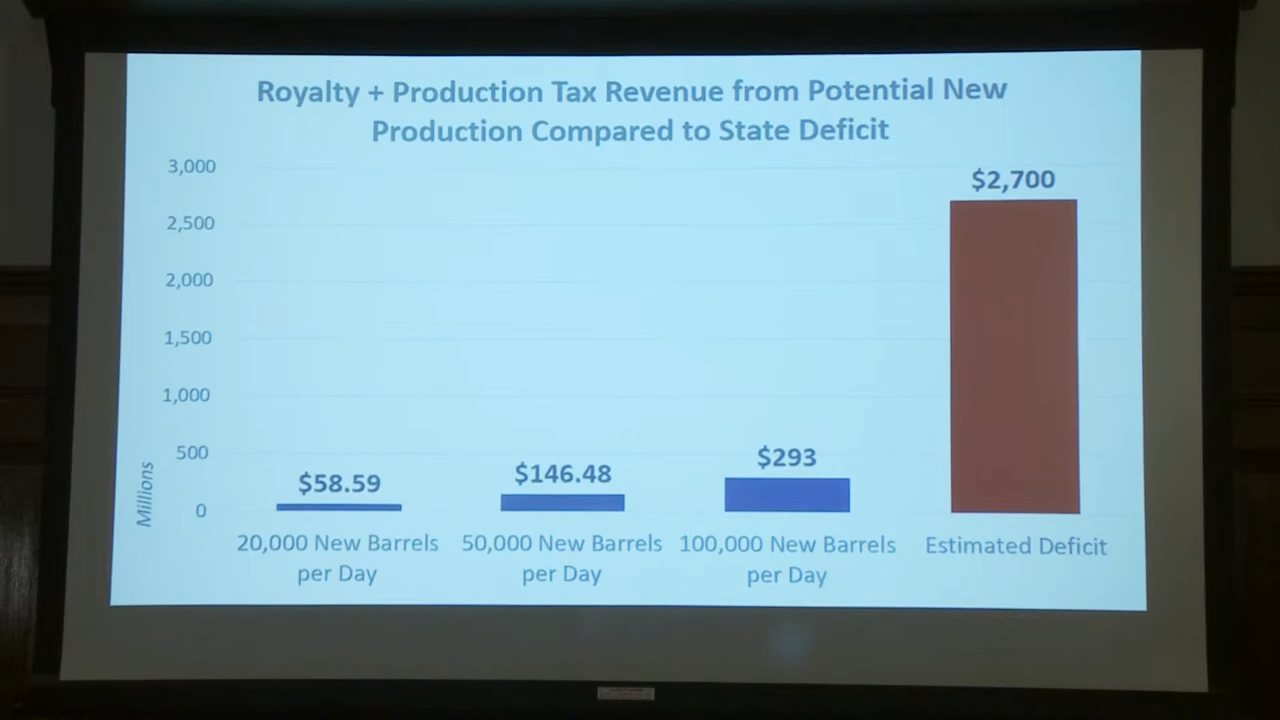 Royalty + Production Tax Revenue from Potential New
Production Compared to State Deficit
3,000
2,500
2,000
1,500
1,000
500
0
Millions
$58.59
$146.48
$293
$2,700
20,000 New Barrels
per Day
50,000 New Barrels
per Day
100,000 New Barrels
per Day
Estimated Deficit